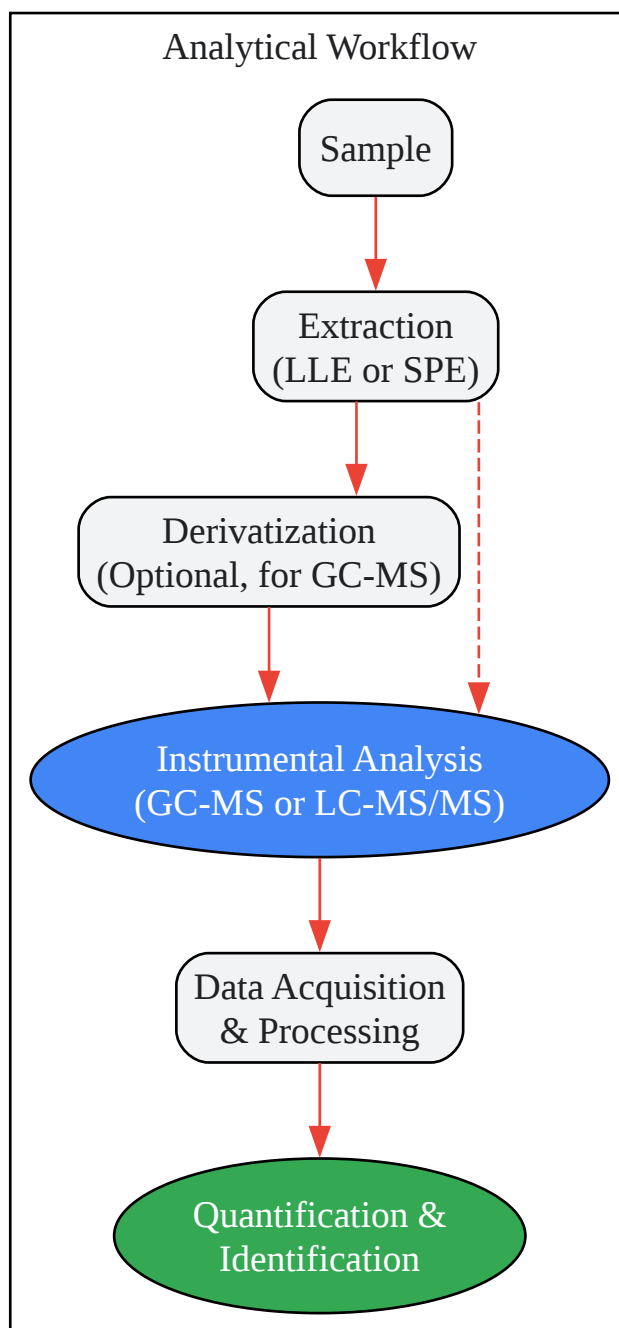 Analytical Workflow
Sample
Extraction
(LLE or SPE)
Derivatization
(Optional, for GC-MS)
Instrumental Analysis
(GC-MS or LC-MS/MS)
Data Acquisition
& Processing
Quantification &
Identification